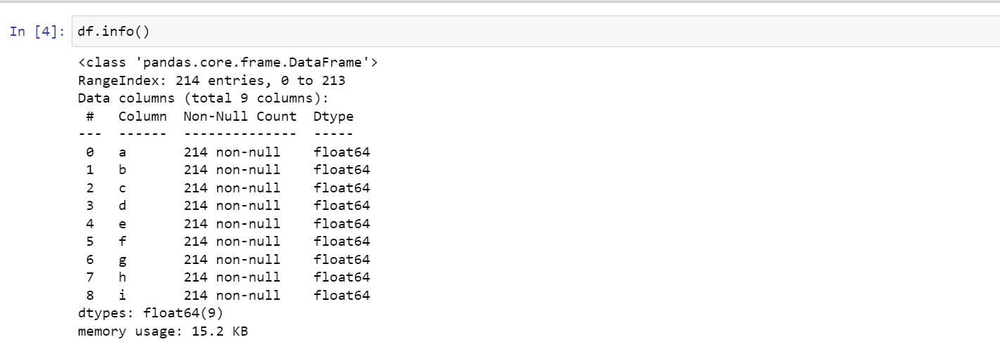 In [4]: df.info()
<class 'pandas.core.frame.DataFrame'>
RangeIndex: 214 entries, 0 to 213
Data columns (total 9 columns):
 #   Column  Non-Null Count  Dtype
---  ------  --------------  -----
 0   a       214 non-null    float64
 1   b       214 non-null    float64
 2   c       214 non-null    float64
 3   d       214 non-null    float64
 4   e       214 non-null    float64
 5   f       214 non-null    float64
 6   g       214 non-null    float64
 7   h       214 non-null    float64
 8   i       214 non-null    float64
dtypes: float64(9)
memory usage: 15.2 KB